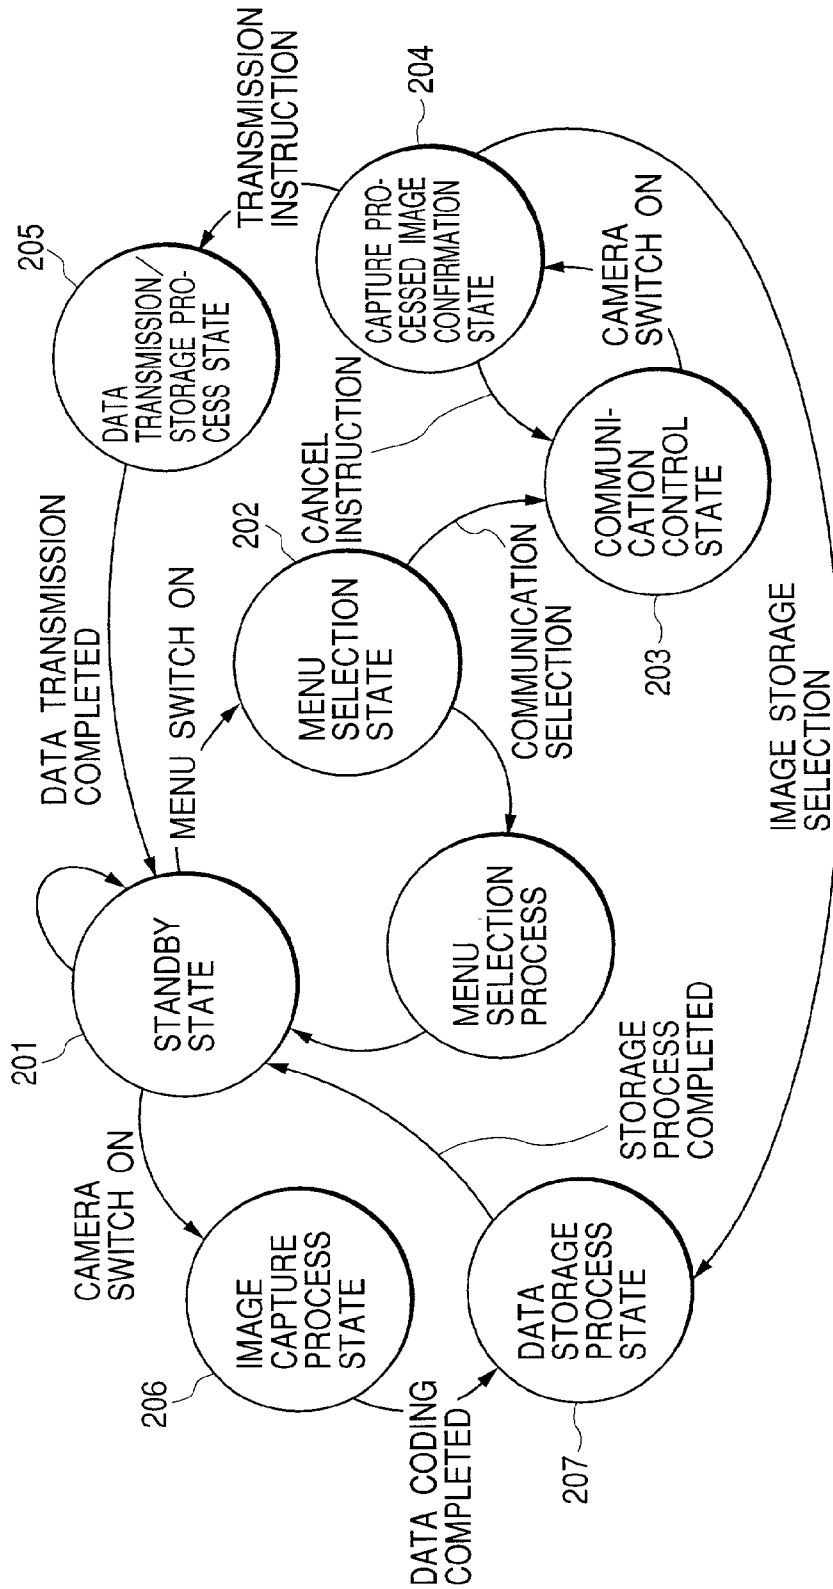 201
STANDBY
STATE
DATA TRANSMISSION
COMPLETED
205
DATA
TRANSMISSION/
STORAGE PRO-
CESS STATE
TRANSMISSION
INSTRUCTION
204
CAPTURE PRO-
CESSED IMAGE
CONFIRMATION
STATE
CAMERA
SWITCH ON
206
IMAGE
CAPTURE
PROCESS
STATE
MENU SWITCH ON
202
MENU
SELECTION
STATE
CANCEL
INSTRUCTION
CAMERA
SWITCH ON
DATA CODING
COMPLETED
207
DATA
STORAGE
PROCESS
STATE
MENU
SELECTION
PROCESS
COMMUNICATION
SELECTION
203
COMMUNI-
CATION
CONTROL
STATE
STORAGE
PROCESS
COMPLETED
IMAGE STORAGE
SELECTION